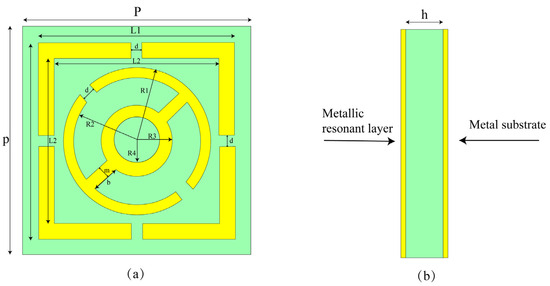 P
L1
d
L2
d
R1
p
L2
R2
R3
d
R4
m
b
(a)
h
Metallic
resonant layer
Metal substrate
(b)